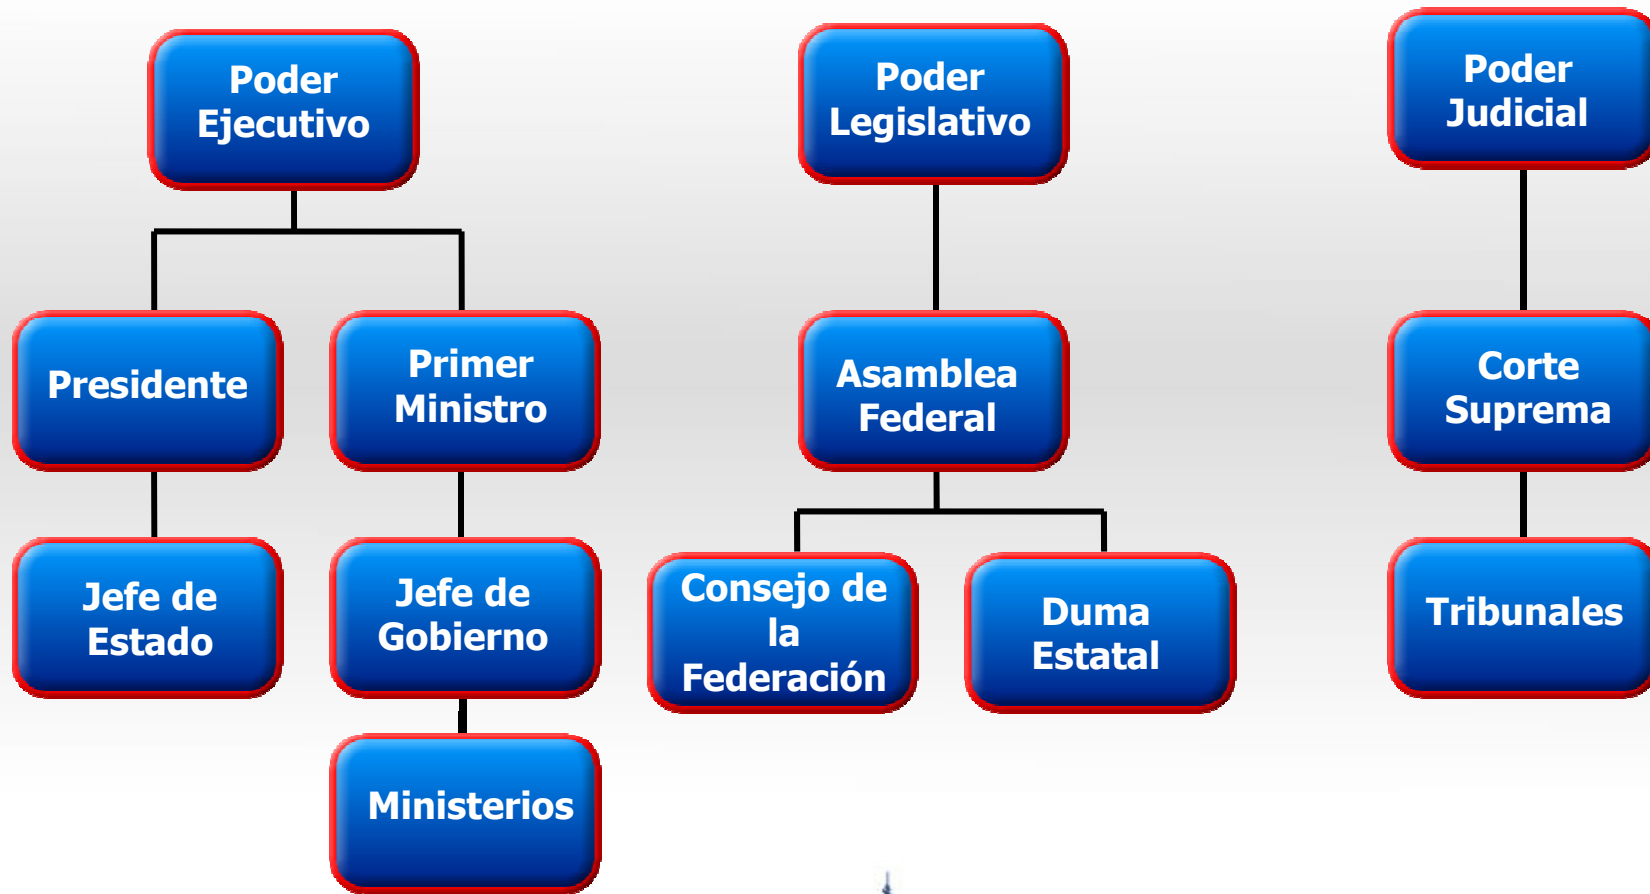 Poder
Ejecutivo
Poder
Legislativo
Poder
Judicial
Presidente
Primer
Ministro
Asamblea
Federal
Corte
Suprema
Jefe de
Estado
Jefe de
Gobierno
Consejo de
la
Federación
Duma
Estatal
Tribunales
Ministerios